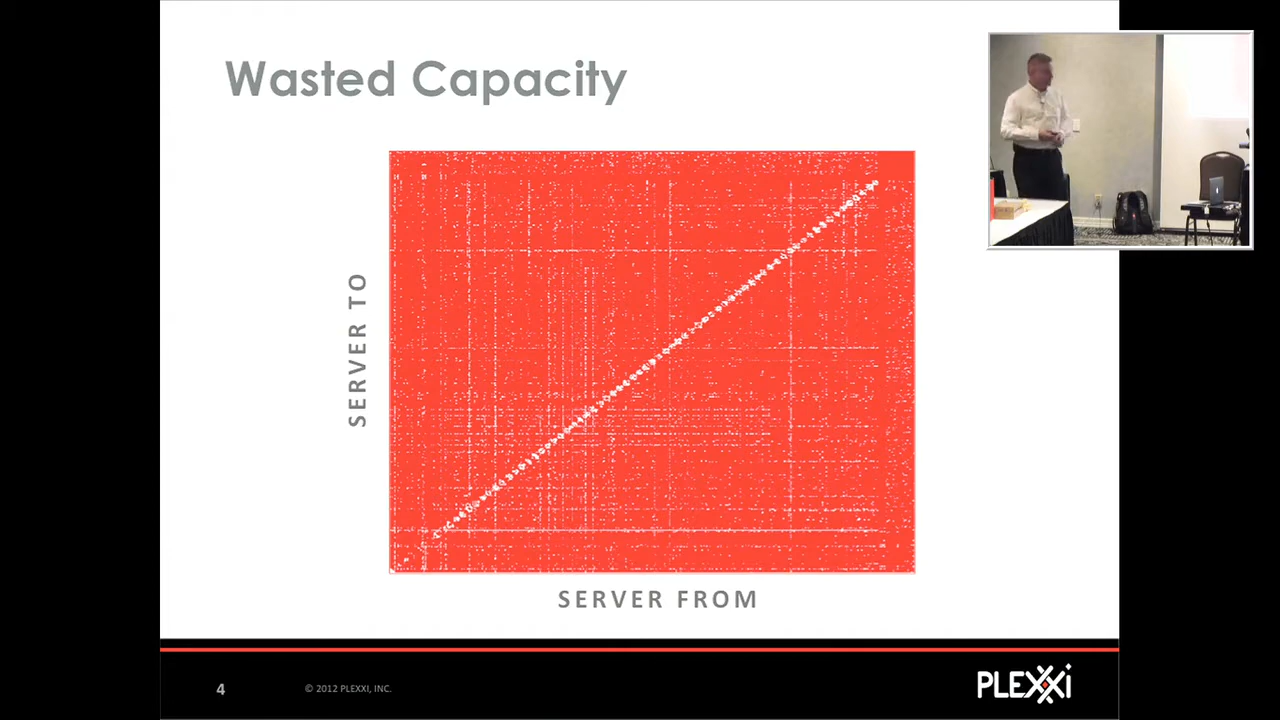 Wasted Capacity
SERVER TO
SERVER FROM
4
© 2012 PLEXXI, INC.
PLEXXI